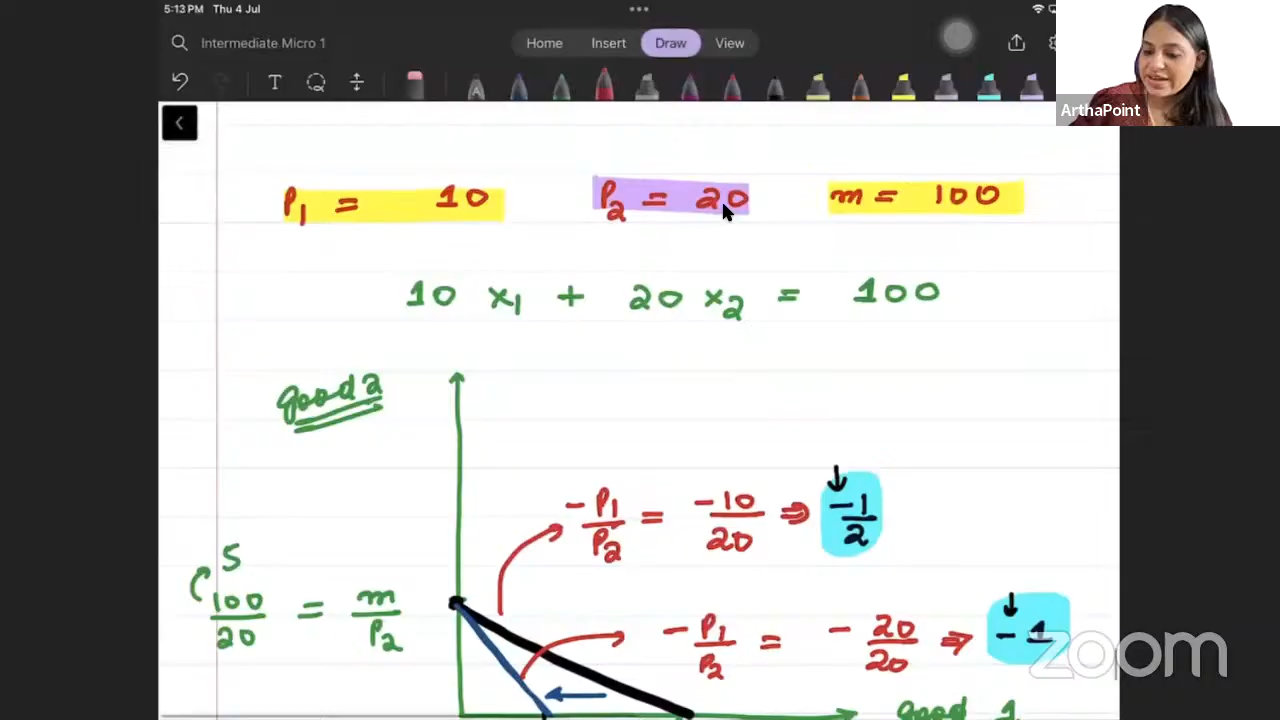 5:13 PM Thu 4 Jul
Intermediate Micro 1
Home Insert Draw View
ArthaPoint
P1 = 10 P2 = 20 m = 100
10 x1 + 20 x2 = 100
good 2
-P1/P2 = -10/20 ⇒ -1/2
5
100/20 = m/P2
-P1/P2 = -20/20 ⇒ -1
zoom
good 1